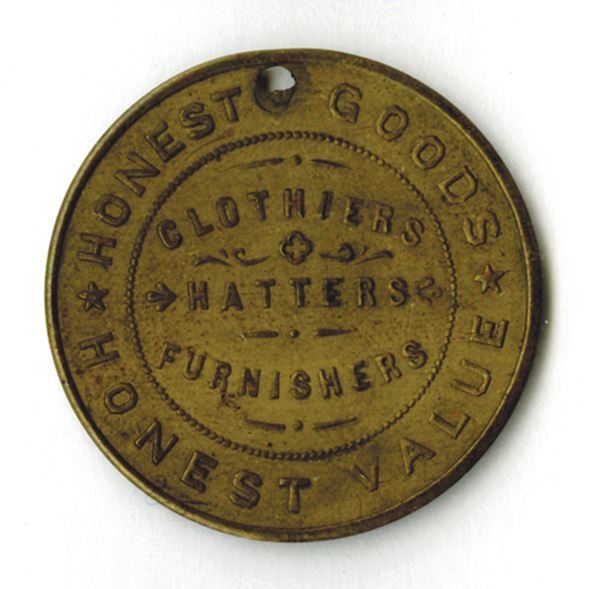 HONEST GOODS
CLOTHIERS
HATTERS
FURNISHERS
HONEST VALUE